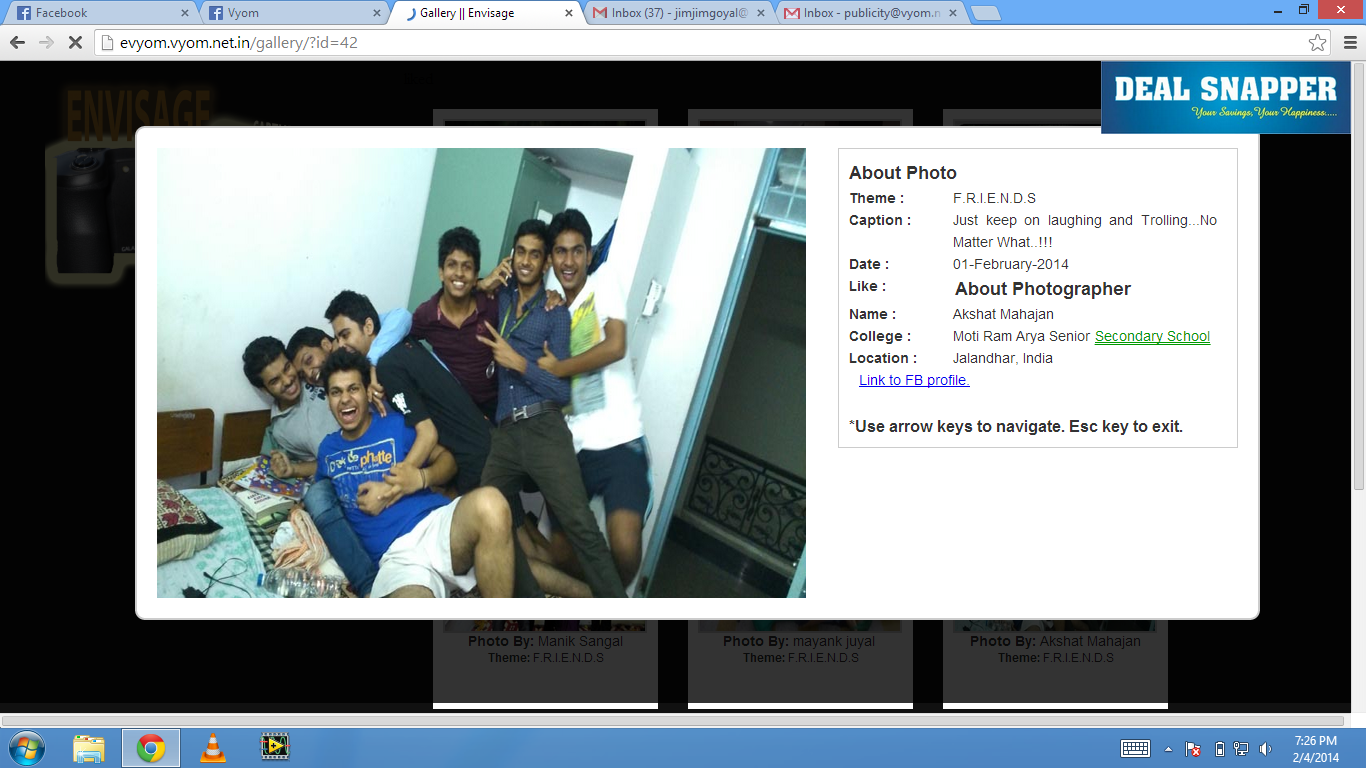 Facebook
Vyom
Gallery || Envisage
Inbox (37) - jimjimgoyal@
Inbox - publicity@vyom.n
evyom.vyom.net.in/gallery/?id=42
ENVISAGE
DEAL SNAPPER
Your Savings,Your Happiness.....
About Photo
Theme : F.R.I.E.N.D.S
Caption : Just keep on laughing and Trolling...No
Matter What..!!!
Date : 01-February-2014
Like : About Photographer
Name : Akshat Mahajan
College : Moti Ram Arya Senior Secondary School
Location : Jalandhar, India
Link to FB profile.
*Use arrow keys to navigate. Esc key to exit.
phatte
Photo By: Manik Sangal
Theme: F.R.I.E.N.D.S
Photo By: mayank juyal
Theme: F.R.I.E.N.D.S
Photo By: Akshat Mahajan
Theme: F.R.I.E.N.D.S
7:26 PM
2/4/2014